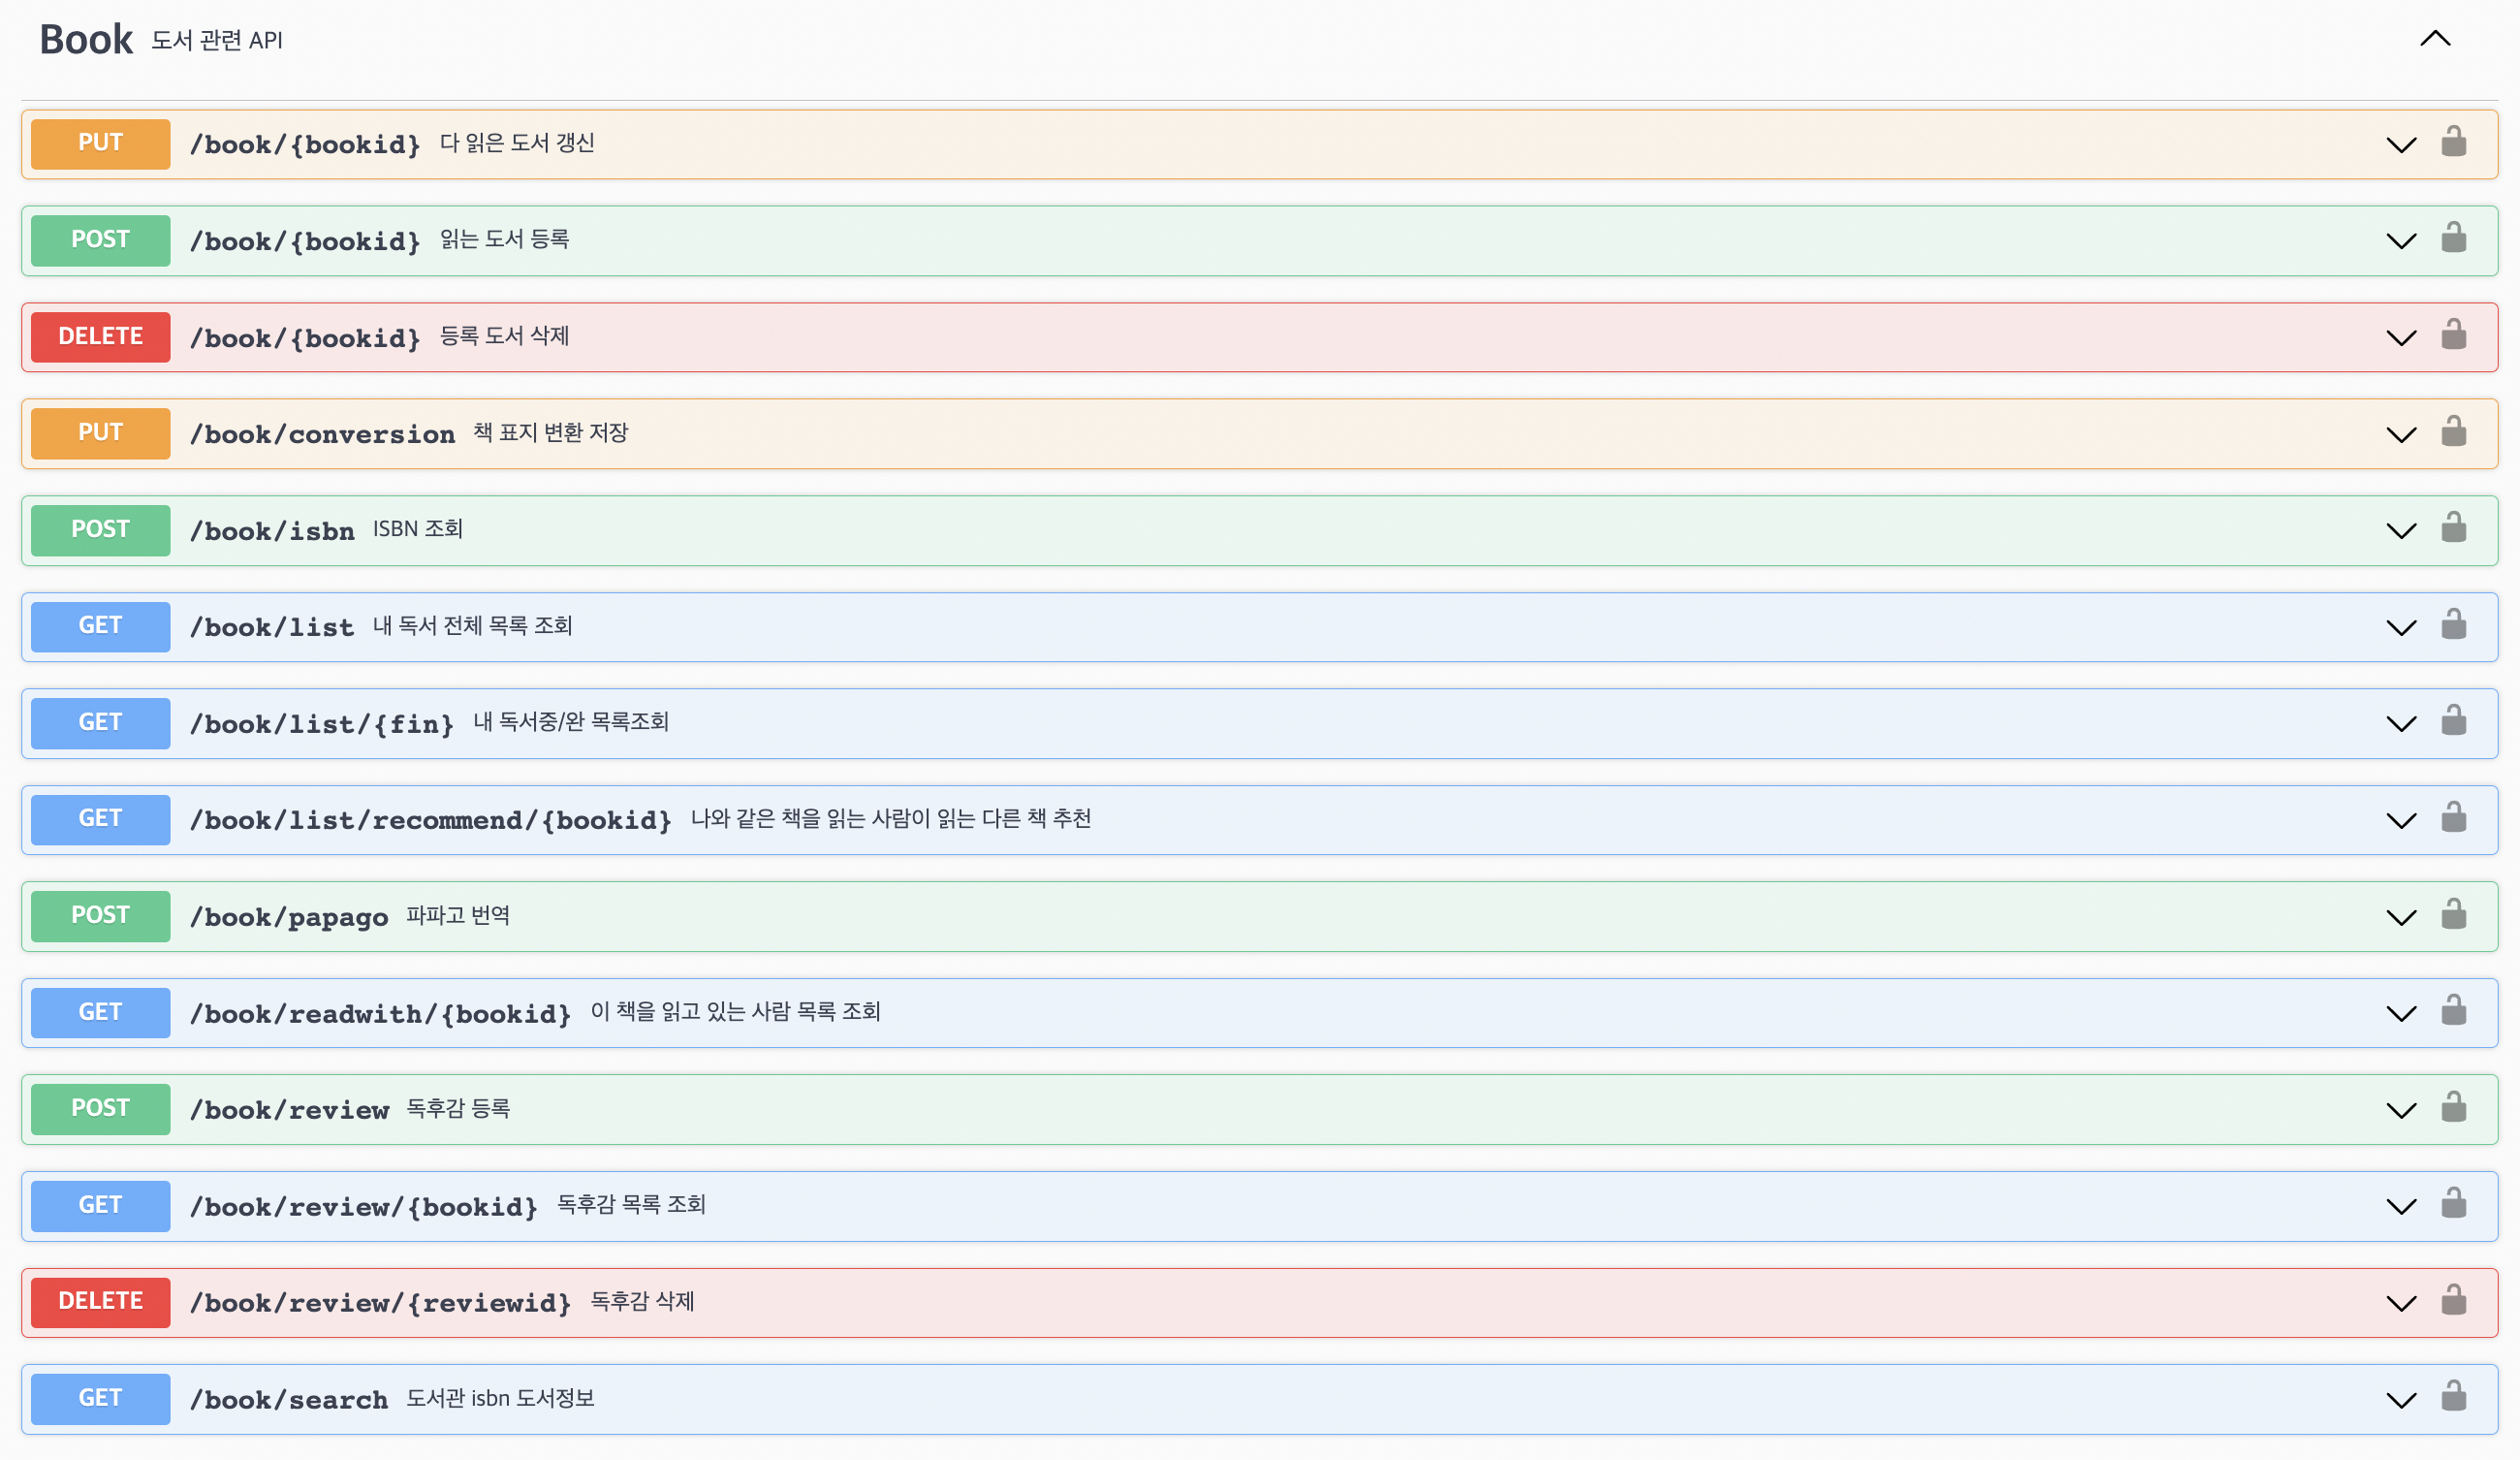 Book 도서 관련 API
PUT /book/{bookid} 다 읽은 도서 갱신
POST /book/{bookid} 읽는 도서 등록
DELETE /book/{bookid} 등록 도서 삭제
PUT /book/conversion 책 표지 변환 저장
POST /book/isbn ISBN 조회
GET /book/list 내 독서 전체 목록 조회
GET /book/list/{fin} 내 독서중/완 목록조회
GET /book/list/recommend/{bookid} 나와 같은 책을 읽는 사람이 읽는 다른 책 추천
POST /book/papago 파파고 번역
GET /book/readwith/{bookid} 이 책을 읽고 있는 사람 목록 조회
POST /book/review 독후감 등록
GET /book/review/{bookid} 독후감 목록 조회
DELETE /book/review/{reviewid} 독후감 삭제
GET /book/search 도서관 isbn 도서정보